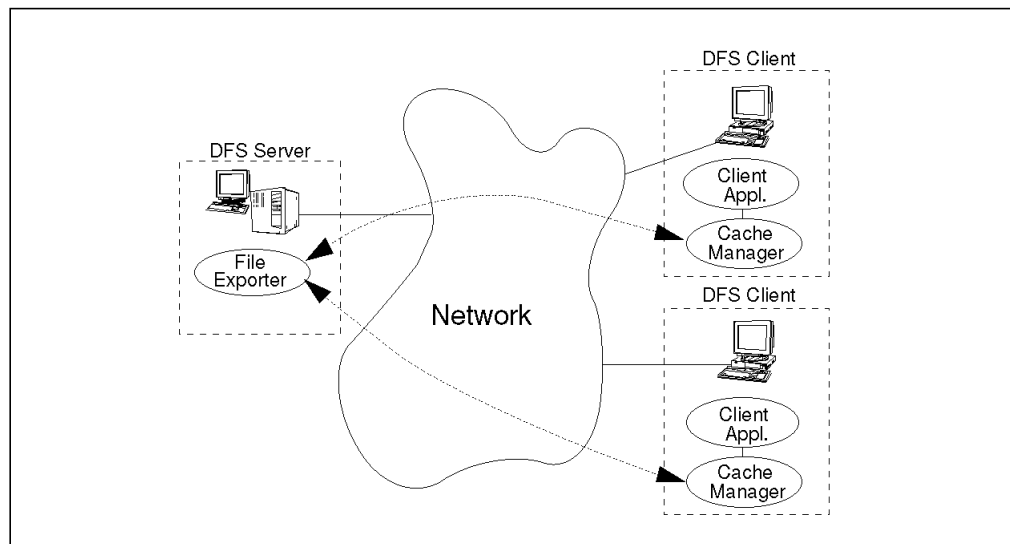 DFS Client
DFS Server
Client
Appl.
Cache
Manager
File
Exporter
DFS Client
Network
Client
Appl.
Cache
Manager